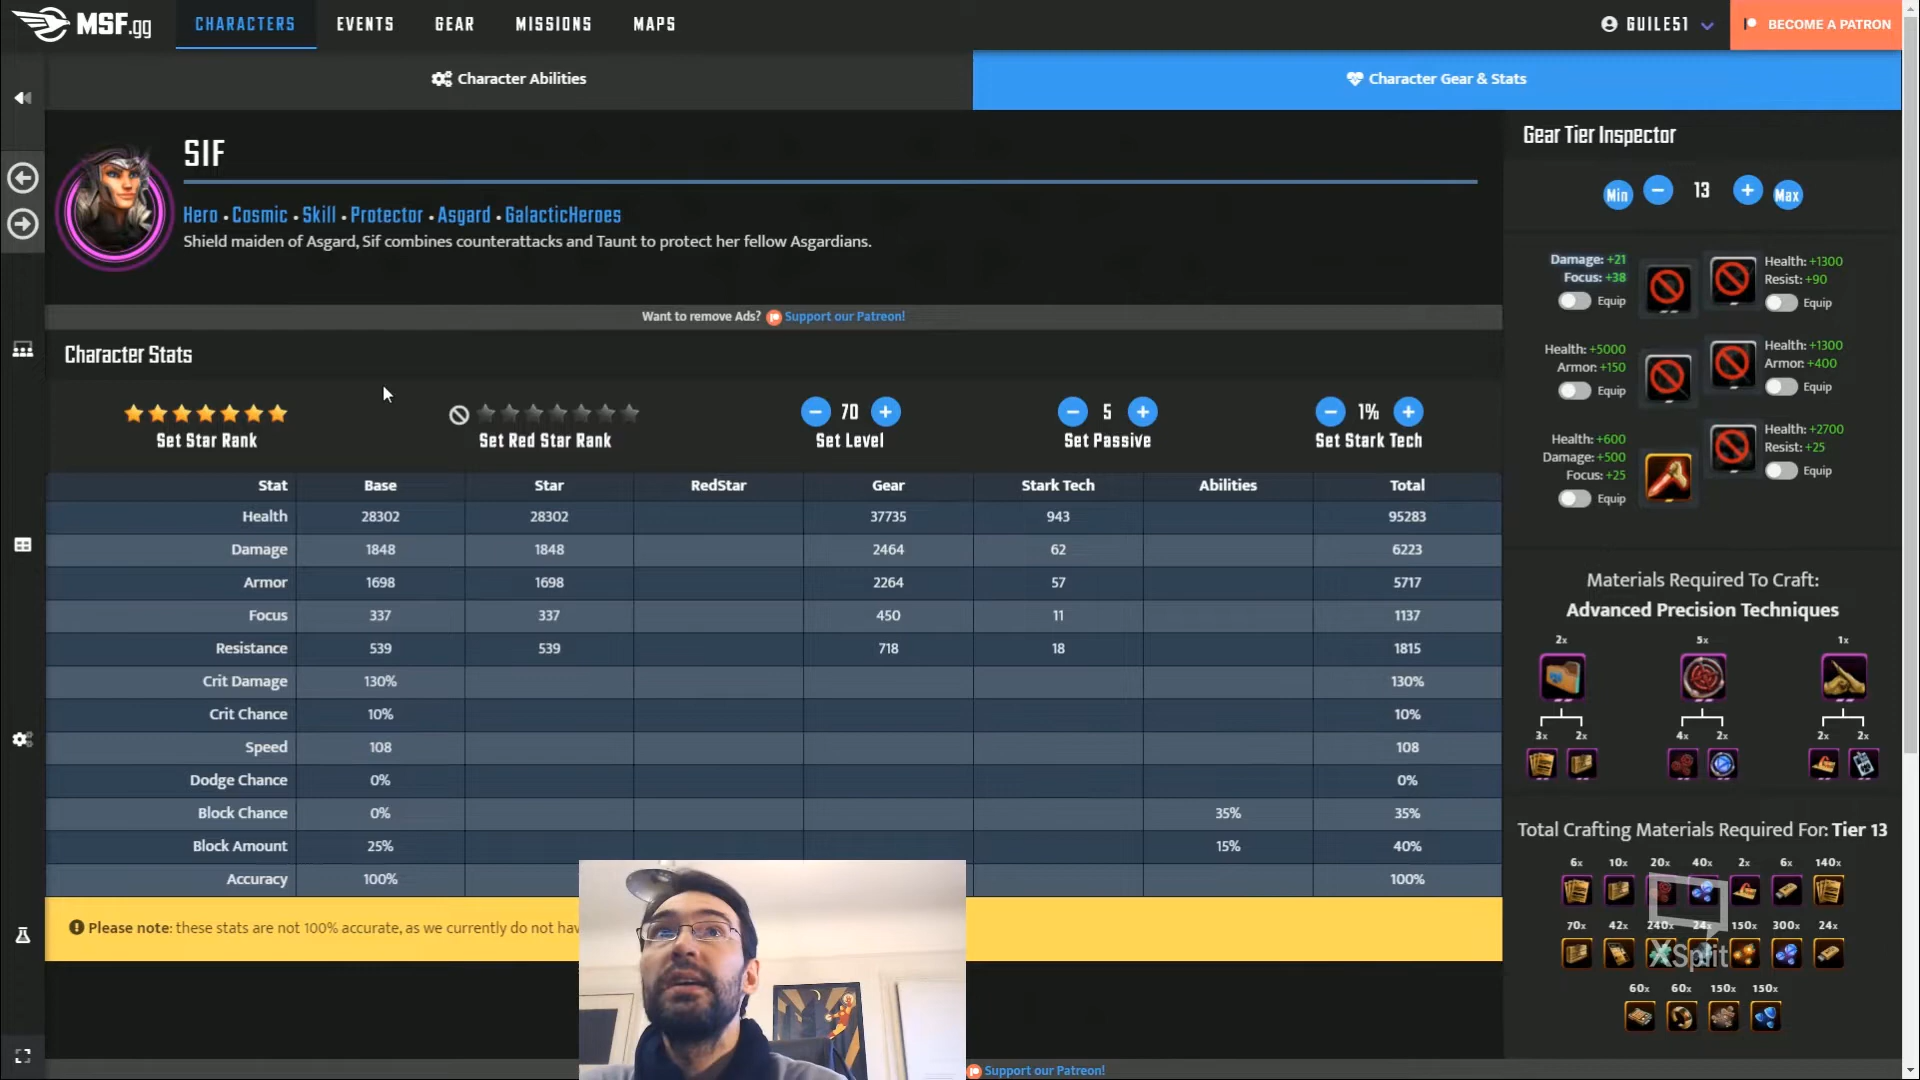 MSF.gg
CHARACTERS
EVENTS
GEAR
MISSIONS
MAPS
GUILE51
BECOME A PATRON
Character Abilities
Character Gear & Stats
SIF
Hero • Cosmic • Skill • Protector • Asgard • GalacticHeroes
Shield maiden of Asgard, Sif combines counterattacks and Taunt to protect her fellow Asgardians.
Want to remove Ads? Support our Patreon!
Character Stats
Set Star Rank
Set Red Star Rank
70
Set Level
5
Set Passive
1%
Set Stark Tech
Stat Base Star RedStar Gear Stark Tech Abilities Total
Health 28302 28302 37735 943 95283
Damage 1848 1848 2464 62 6223
Armor 1698 1698 2264 57 5717
Focus 337 337 450 11 1137
Resistance 539 539 718 18 1815
Crit Damage 130% 130%
Crit Chance 10% 10%
Speed 108 108
Dodge Chance 0% 0%
Block Chance 0% 35% 35%
Block Amount 25% 15% 40%
Accuracy 100% 100%
Please note: these stats are not 100% accurate, as we currently do not hav
Support our Patreon!
Gear Tier Inspector
Min 13 Max
Damage: +21
Focus: +38
Equip
Health: +1300
Resist: +90
Equip
Health: +5000
Armor: +150
Equip
Health: +1300
Armor: +400
Equip
Health: +600
Damage: +500
Focus: +25
Equip
Health: +2700
Resist: +25
Equip
Materials Required To Craft:
Advanced Precision Techniques
2x 5x 1x
3x 2x 4x 2x 2x 2x
Total Crafting Materials Required For: Tier 13
6x 10x 20x 40x 2x 6x 140x
70x 42x 240x 24x 150x 300x 24x
XSplit
60x 60x 150x 150x